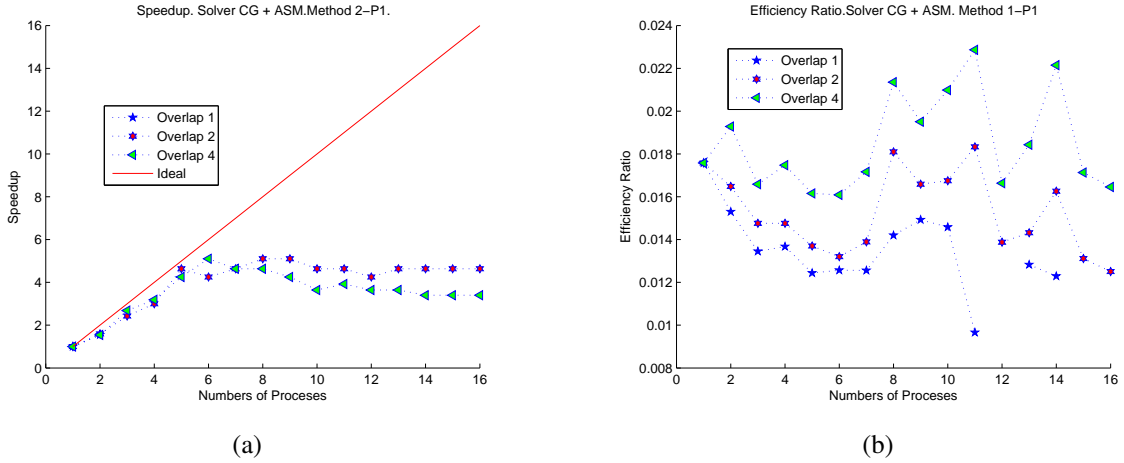 Speedup. Solver CG + ASM.Method 2−P1.
16
14
12
10
8
6
4
2
0
Speedup
Overlap 1
Overlap 2
Overlap 4
Ideal
0 2 4 6 8 10 12 14 16
Numbers of Proceses
(a)
Efficiency Ratio.Solver CG + ASM. Method 1−P1
0.024
0.022
0.02
0.018
0.016
0.014
0.012
0.01
0.008
Efficiency Ratio
Overlap 1
Overlap 2
Overlap 4
0 2 4 6 8 10 12 14 16
Numbers of Proceses
(b)